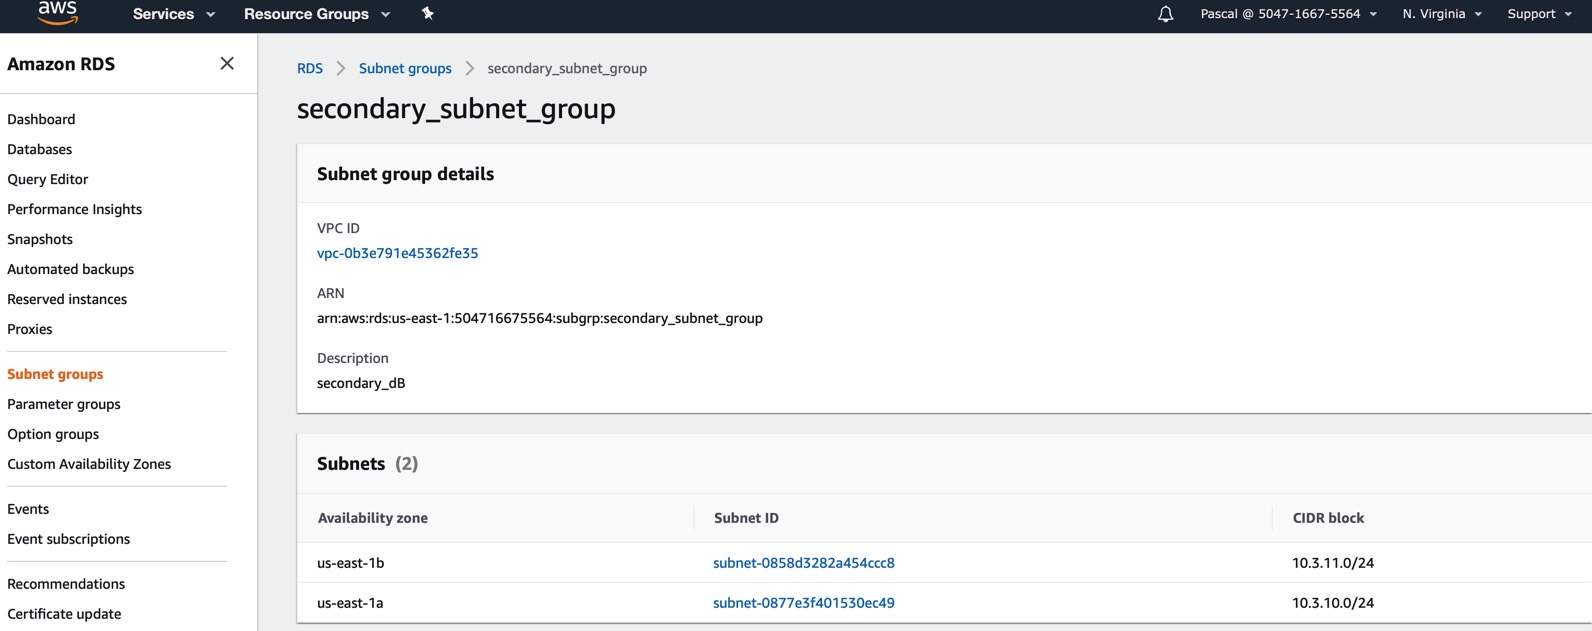 aws Services Resource Groups Pascal @ 5047-1667-5564 N. Virginia Support
Amazon RDS
Dashboard
Databases
Query Editor
Performance Insights
Snapshots
Automated backups
Reserved instances
Proxies
Subnet groups
Parameter groups
Option groups
Custom Availability Zones
Events
Event subscriptions
Recommendations
Certificate update
RDS Subnet groups secondary_subnet_group
secondary_subnet_group
Subnet group details
VPC ID
vpc-0b3e791e45362fe35
ARN
arn:aws:rds:us-east-1:504716675564:subgrp:secondary_subnet_group
Description
secondary_dB
Subnets (2)
Availability zone Subnet ID CIDR block
us-east-1b subnet-0858d3282a454ccc8 10.3.11.0/24
us-east-1a subnet-0877e3f401530ec49 10.3.10.0/24